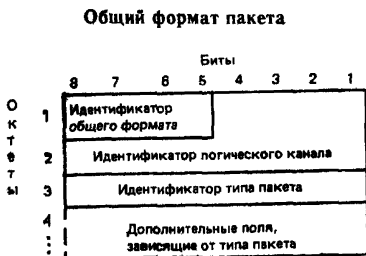 Общий формат пакета
Биты
8 7 6 5 4 3 2 1
Октеты
1 Идентификатор
общего формата
2 Идентификатор логического канала
3 Идентификатор типа пакета
4 Дополнительные поля,
зависящие от типа пакета